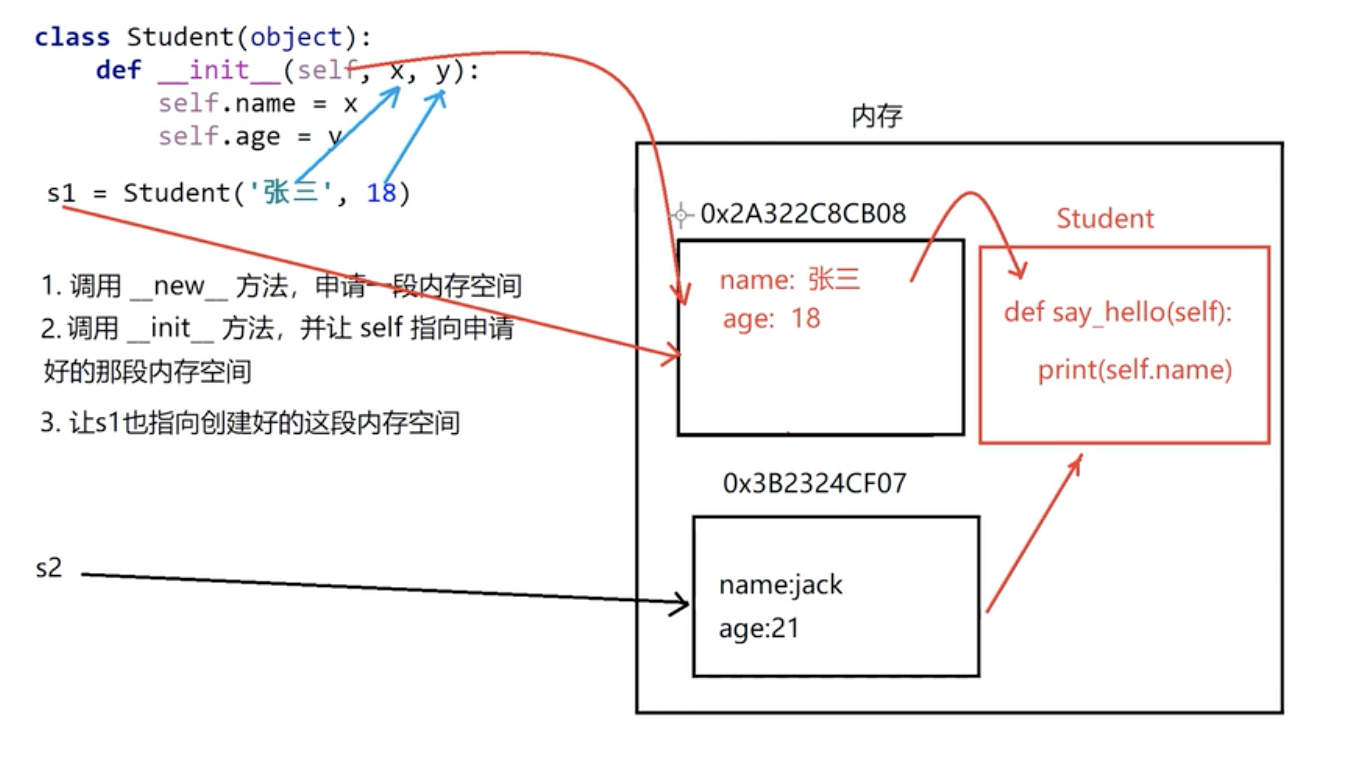 class Student(object):
def __init__(self, x, y):
self.name = x
self.age = y
s1 = Student('张三', 18)
1. 调用 __new__ 方法，申请一段内存空间
2. 调用 __init__ 方法，并让 self 指向申请
好的那段内存空间
3. 让s1也指向创建好的这段内存空间
s2
内存
0x2A322C8CB08
name: 张三
age: 18
Student
def say_hello(self):
print(self.name)
0x3B2324CF07
name:jack
age:21